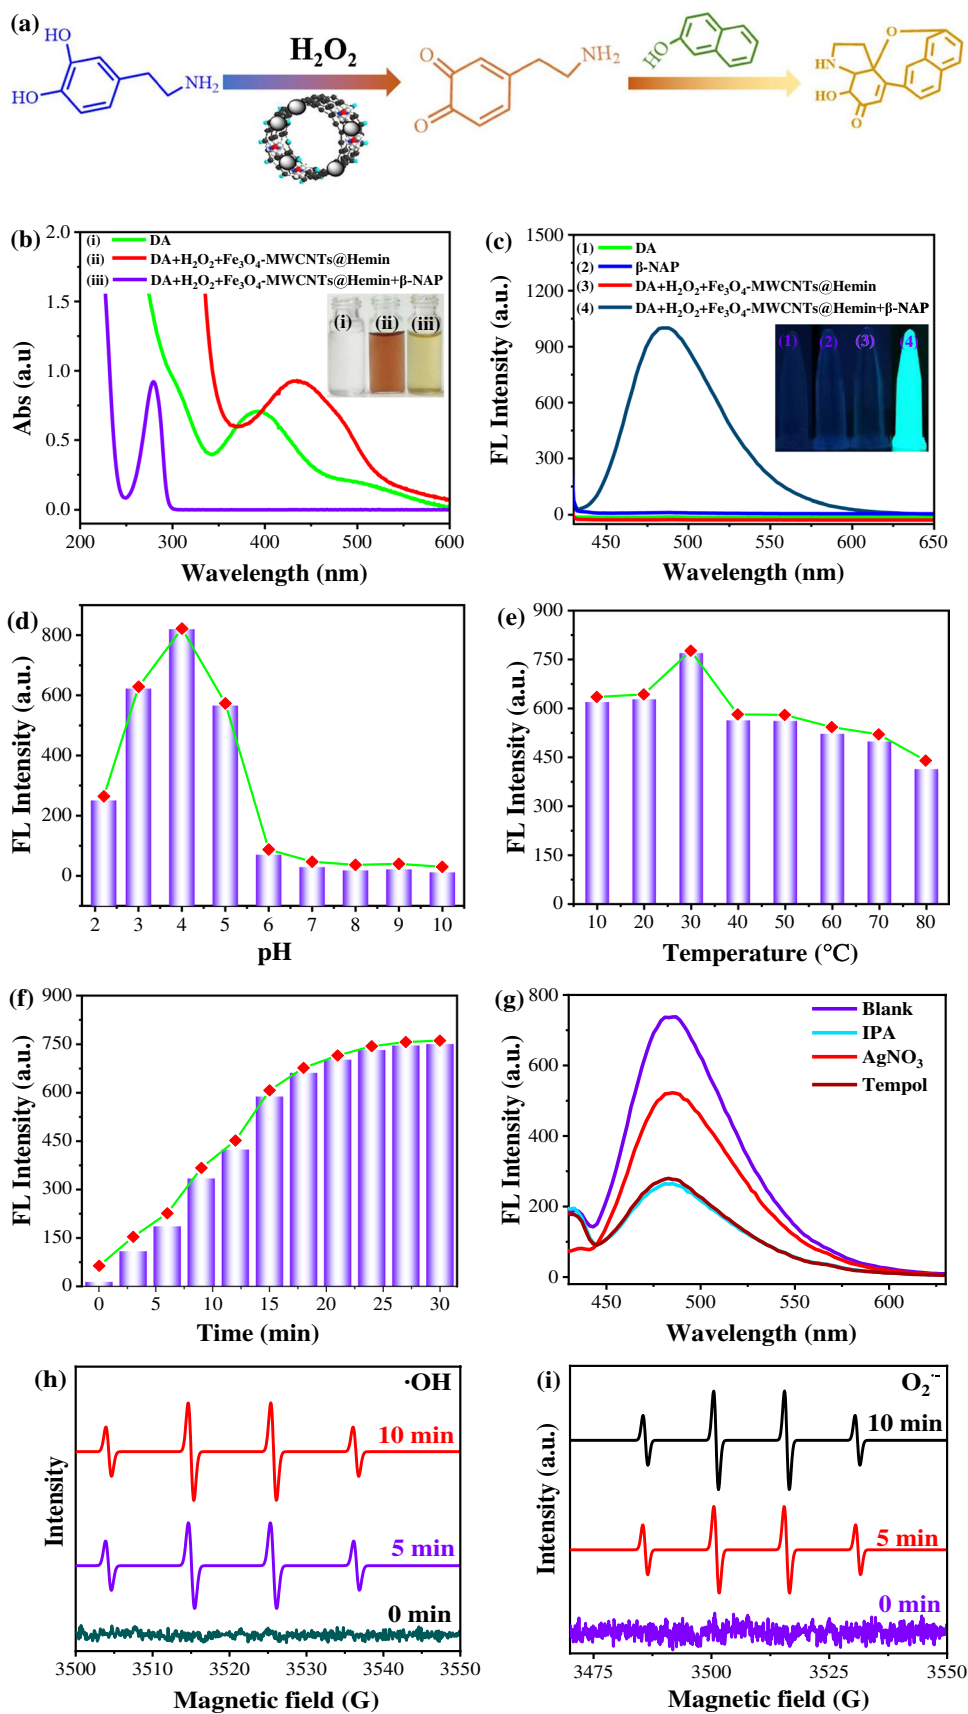 (a)
HO
HO
NH₂
H₂O₂
O
O
NH₂
HO
O
HN
HO
O
(b)
(i) DA
(ii) DA+H₂O₂+Fe₃O₄-MWCNTs@Hemin
(iii) DA+H₂O₂+Fe₃O₄-MWCNTs@Hemin+β-NAP
(i) (ii) (iii)
Abs (a.u)
2.0
1.5
1.0
0.5
0.0
200 300 400 500 600
Wavelength (nm)
(c)
(1) DA
(2) β-NAP
(3) DA+H₂O₂+Fe₃O₄-MWCNTs@Hemin
(4) DA+H₂O₂+Fe₃O₄-MWCNTs@Hemin+β-NAP
(1) (2) (3) (4)
FL Intensity (a.u.)
1500
1200
900
600
300
0
450 500 550 600 650
Wavelength (nm)
(d)
FL Intensity (a.u.)
800
600
400
200
0
2 3 4 5 6 7 8 9 10
pH
(e)
FL Intensity (a.u.)
900
750
600
450
300
150
0
10 20 30 40 50 60 70 80
Temperature (°C)
(f)
FL Intensity (a.u.)
900
750
600
450
300
150
0
0 5 10 15 20 25 30
Time (min)
(g)
Blank
IPA
AgNO₃
Tempol
FL Intensity (a.u.)
800
600
400
200
0
450 500 550 600
Wavelength (nm)
(h)
·OH
10 min
5 min
0 min
Intensity
3500 3510 3520 3530 3540 3550
Magnetic field (G)
(i)
O₂·⁻
10 min
5 min
0 min
Intensity (a.u.)
3475 3500 3525 3550
Magnetic field (G)